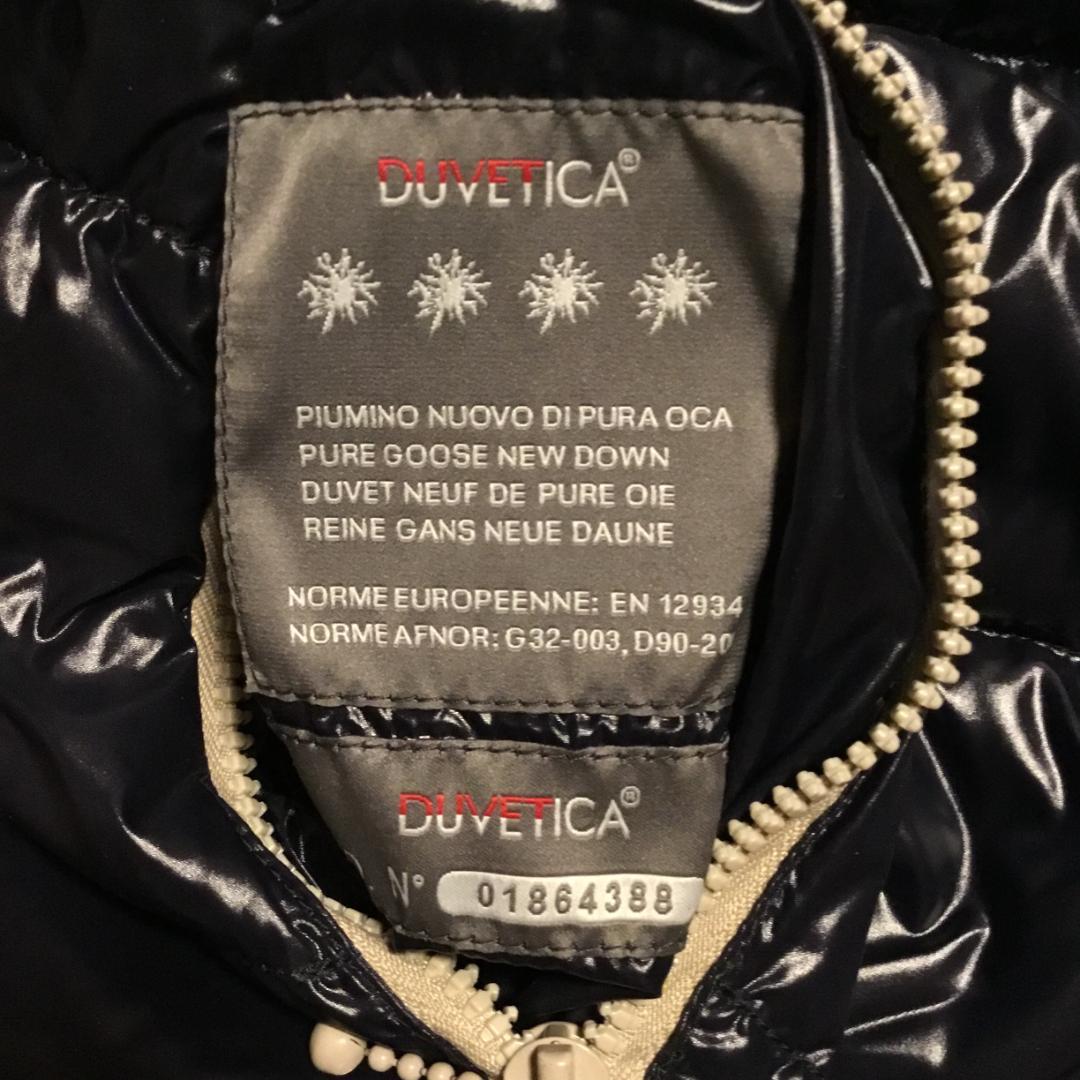 DUVETICA®
PIUMINO NUOVO DI PURA OCA
PURE GOOSE NEW DOWN
DUVET NEUF DE PURE OIE
REINE GANS NEUE DAUNE
NORME EUROPEENNE: EN 12934
NORME AFNOR: G32-003, D90-20
DUVETICA®
N° 01864388